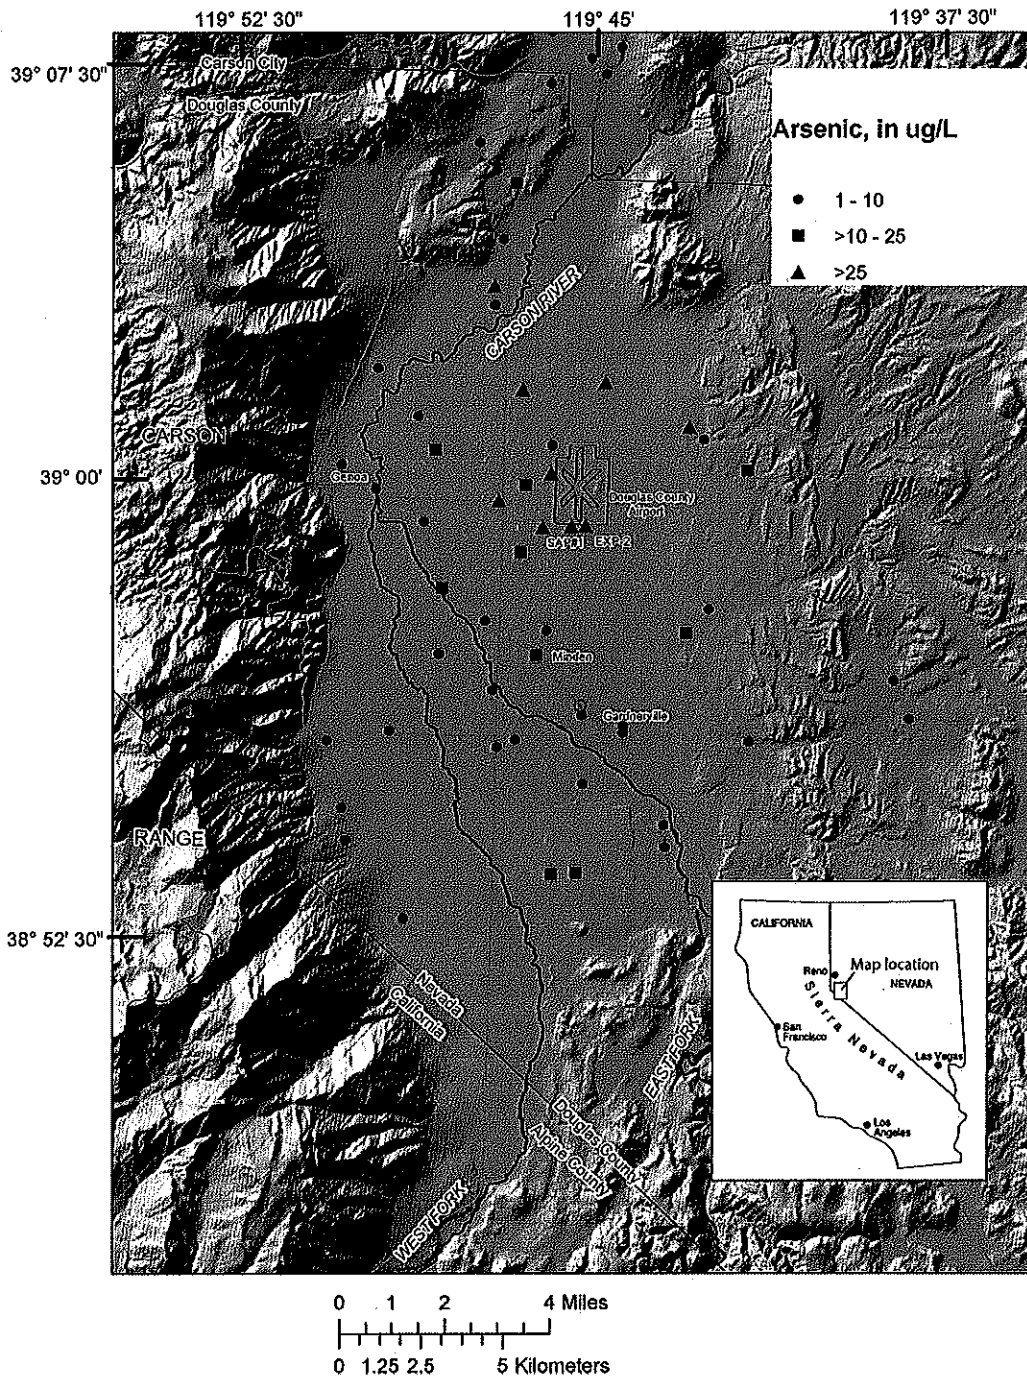 119° 52' 30"
119° 45'
119° 37' 30"
39° 07' 30"
Carson City
Douglas County
Arsenic, in ug/L
1 - 10
>10 - 25
>25
CARSON RIVER
CARSON
39° 00'
Genoa
Douglas County
Airport
SAP#1
EXP-2
Minden
Gardnerville
RANGE
38° 52' 30"
Nevada
California
EAST FORK
Douglas County
Alpine County
WEST FORK
CALIFORNIA
Reno
Map location
NEVADA
Sierra Nevada
San
Francisco
Las Vegas
Los
Angeles
0 1 2 4 Miles
0 1.25 2.5 5 Kilometers